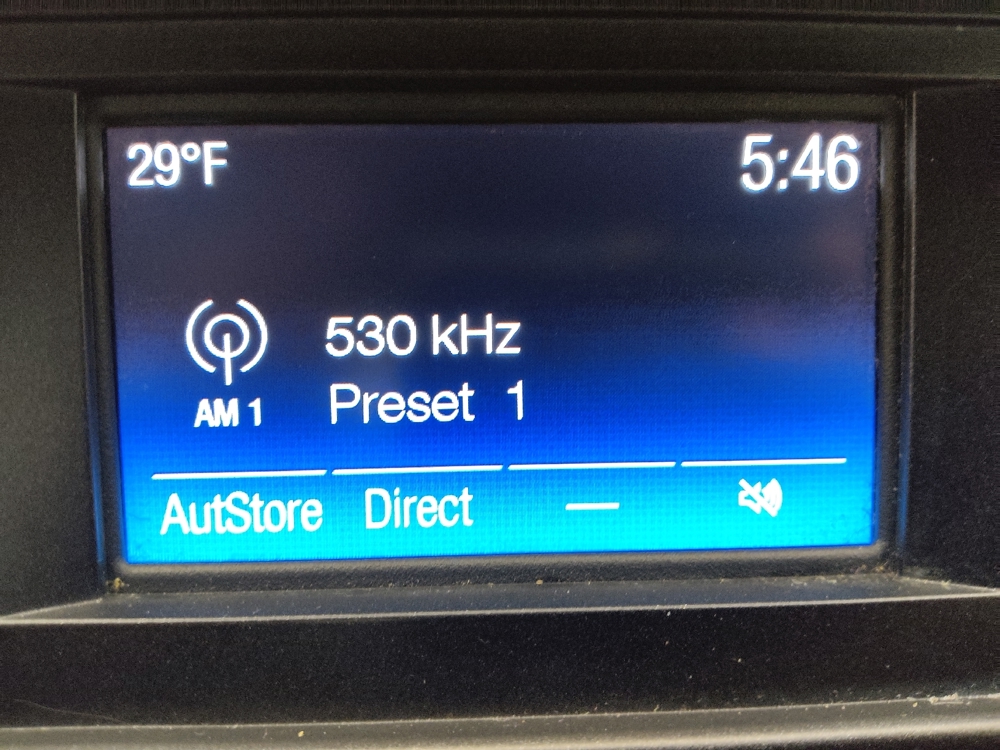 29°F 5:46
530 kHz
AM 1 Preset 1
AutStore Direct —